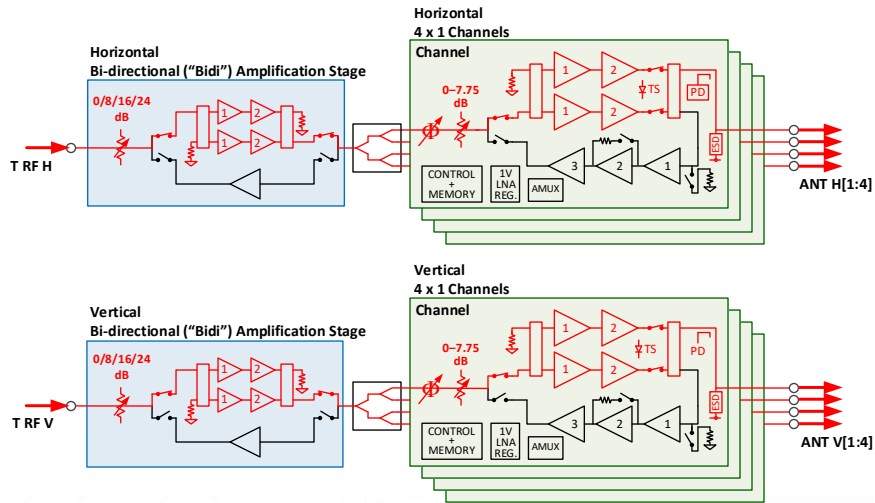 Horizontal
4 x 1 Channels
Horizontal
Bi-directional ("Bidi") Amplification Stage
Channel
0/8/16/24
dB
1 2
1 2
T RF H
Φ
0–7.75
dB
1 2
TS
PD
1 2
ESD
3 2 1
CONTROL
+
MEMORY
1V
LNA
REG.
AMUX
ANT H[1:4]
Vertical
4 x 1 Channels
Vertical
Bi-directional ("Bidi") Amplification Stage
Channel
0/8/16/24
dB
1 2
1 2
T RF V
Φ
0–7.75
dB
1 2
TS
PD
1 2
ESD
3 2 1
CONTROL
+
MEMORY
1V
LNA
REG.
AMUX
ANT V[1:4]